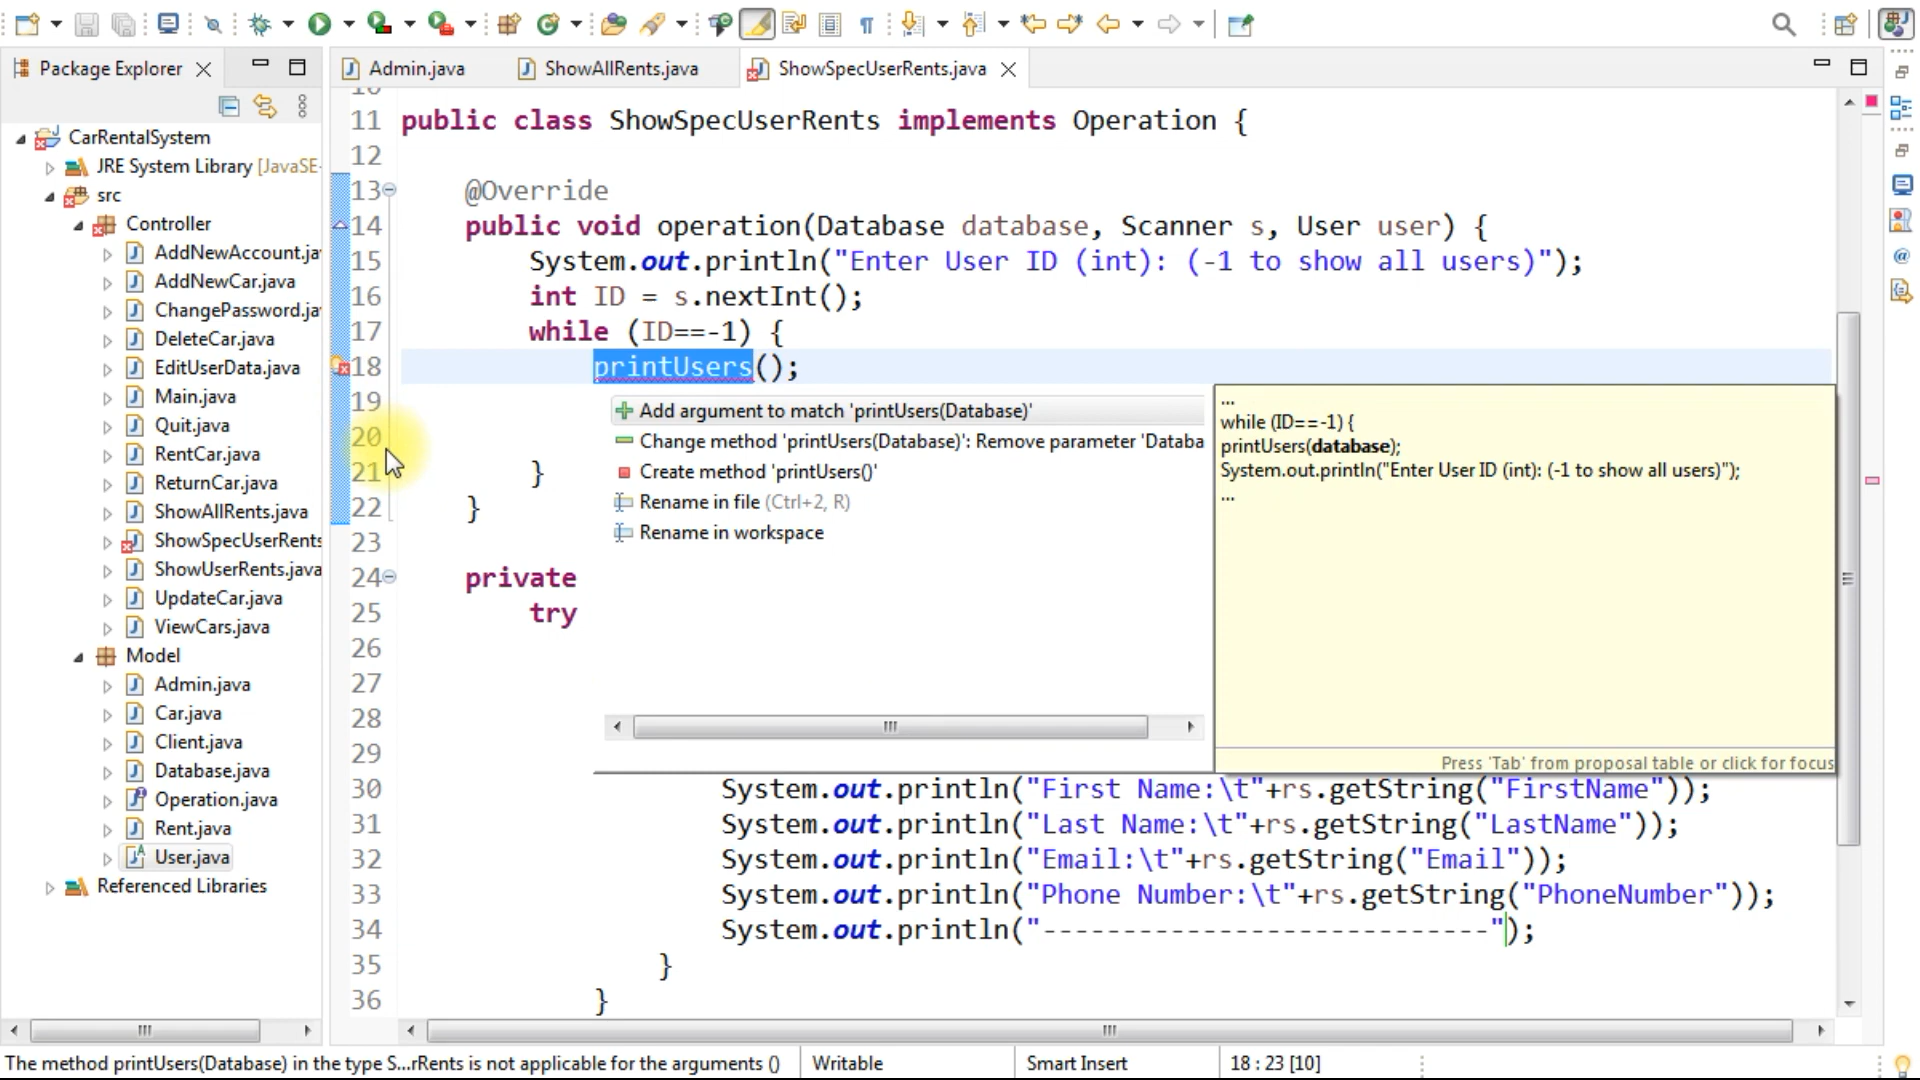 Package Explorer
Admin.java
ShowAllRents.java
ShowSpecUserRents.java
CarRentalSystem
JRE System Library [JavaSE-
src
Controller
AddNewAccount.ja
AddNewCar.java
ChangePassword.ja
DeleteCar.java
EditUserData.java
Main.java
Quit.java
RentCar.java
ReturnCar.java
ShowAllRents.java
ShowSpecUserRents
ShowUserRents.java
UpdateCar.java
ViewCars.java
Model
Admin.java
Car.java
Client.java
Database.java
Operation.java
Rent.java
User.java
Referenced Libraries
10
11 public class ShowSpecUserRents implements Operation {
12
13 @Override
14 public void operation(Database database, Scanner s, User user) {
15 System.out.println("Enter User ID (int): (-1 to show all users)");
16 int ID = s.nextInt();
17 while (ID==-1) {
18 printUsers();
19
20
21 }
22 }
23
24 private
25 try
26
27
28
29
30 System.out.println("First Name:\t"+rs.getString("FirstName"));
31 System.out.println("Last Name:\t"+rs.getString("LastName"));
32 System.out.println("Email:\t"+rs.getString("Email"));
33 System.out.println("Phone Number:\t"+rs.getString("PhoneNumber"));
34 System.out.println("----------------------------");
35 }
36 }
Add argument to match 'printUsers(Database)'
Change method 'printUsers(Database)': Remove parameter 'Databa
Create method 'printUsers()'
Rename in file (Ctrl+2, R)
Rename in workspace
...
while (ID==-1) {
printUsers(database);
System.out.println("Enter User ID (int): (-1 to show all users)");
...
Press 'Tab' from proposal table or click for focus
The method printUsers(Database) in the type S...rRents is not applicable for the arguments ()
Writable
Smart Insert
18 : 23 [10]